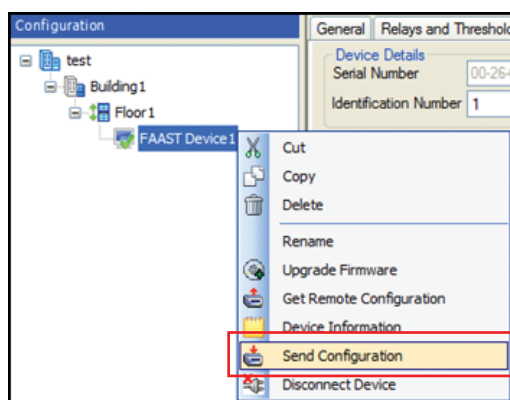 Configuration
test
Building1
Floor1
FAAST Device1
General Relays and Threshold
Device Details
Serial Number 00-26-
Identification Number 1
Cut
Copy
Delete
Rename
Upgrade Firmware
Get Remote Configuration
Device Information
Send Configuration
Disconnect Device